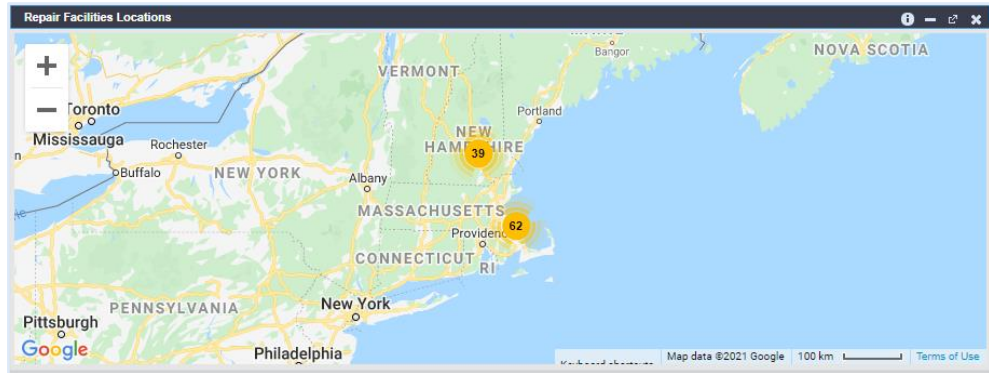 Repair Facilities Locations
Bangor
NOVA SCOTIA
VERMONT
Toronto
Portland
Mississauga
Rochester
NEW
HAMPSHIRE
39
Buffalo
NEW YORK
Albany
MASSACHUSETTS
62
Providence
CONNECTICUT
RI
PENNSYLVANIA
New York
Pittsburgh
Google
Philadelphia
Keyboard shortcuts
Map data ©2021 Google
100 km
Terms of Use